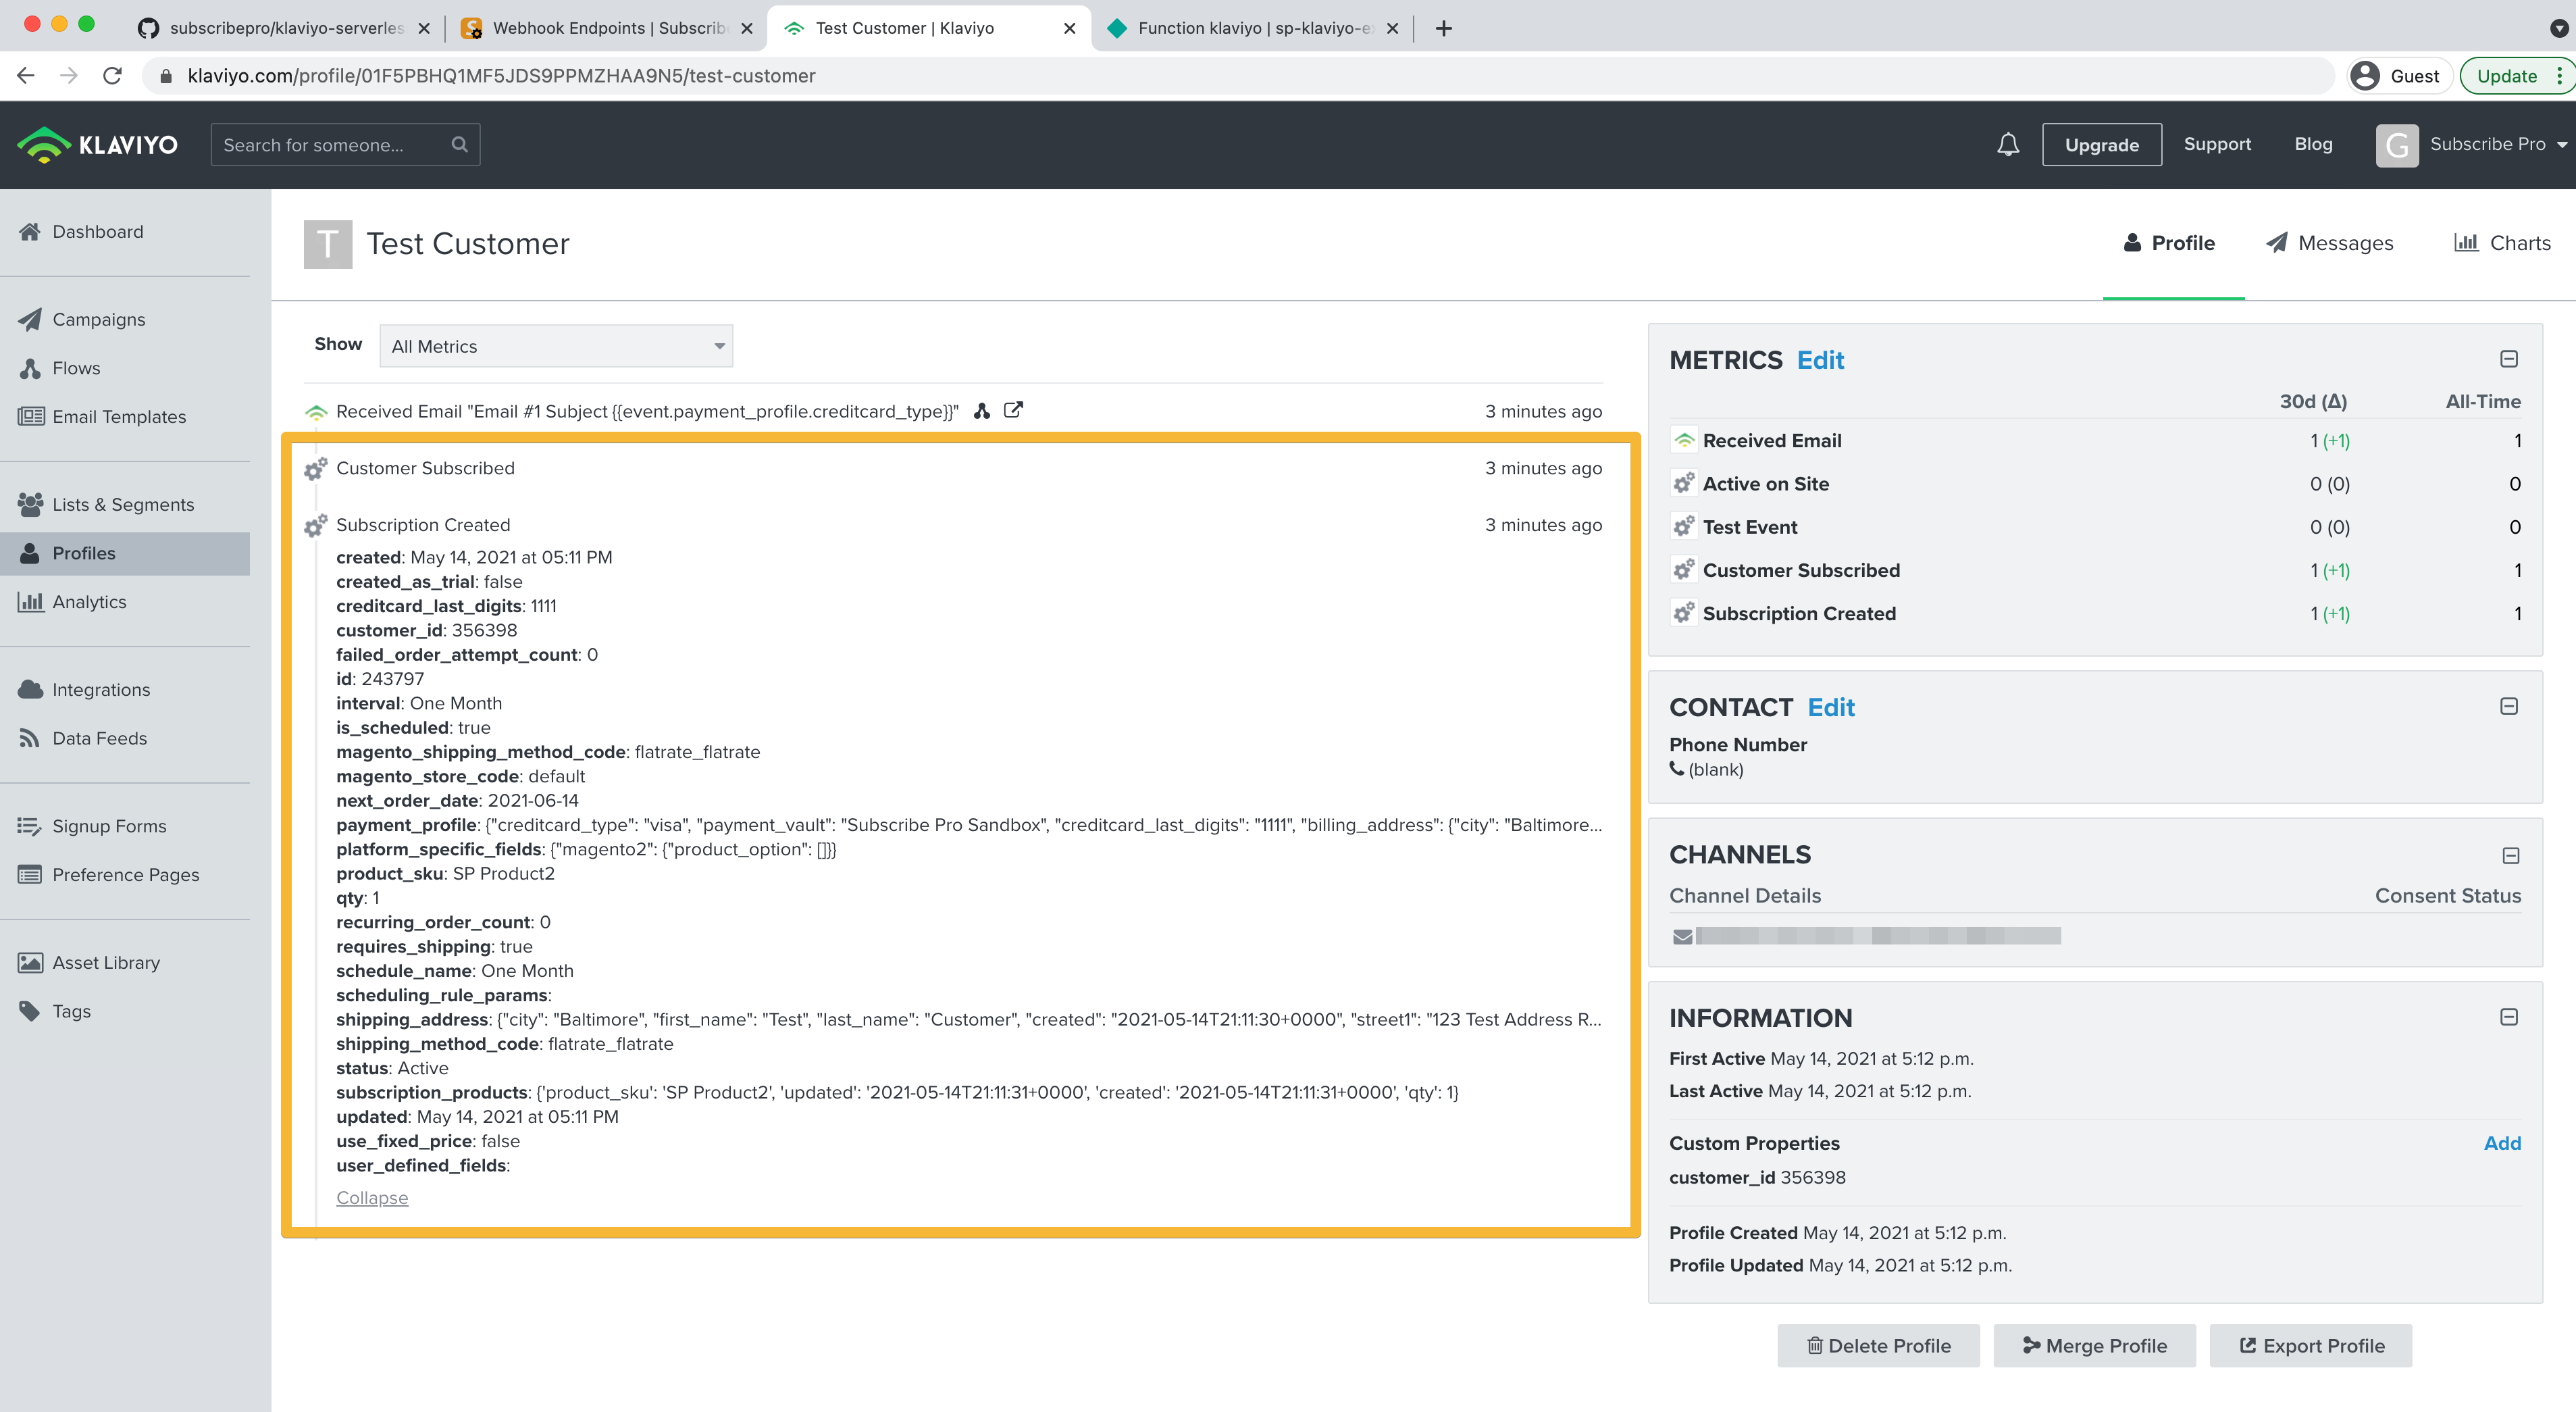 subscribepro/klaviyo-serverles
Webhook Endpoints | Subscrib
Test Customer | Klaviyo
Function klaviyo | sp-klaviyo-e
klaviyo.com/profile/01F5PBHQ1MF5JDS9PPMZHAA9N5/test-customer
Guest
Update
KLAVIYO
Search for someone...
Upgrade
Support
Blog
G
Subscribe Pro
Dashboard
Campaigns
Flows
Email Templates
Lists & Segments
Profiles
Analytics
Integrations
Data Feeds
Signup Forms
Preference Pages
Asset Library
Tags
T
Test Customer
Profile
Messages
Charts
Show
All Metrics
Received Email "Email #1 Subject {{event.payment_profile.creditcard_type}}"
3 minutes ago
Customer Subscribed
3 minutes ago
Subscription Created
3 minutes ago
created: May 14, 2021 at 05:11 PM
created_as_trial: false
creditcard_last_digits: 1111
customer_id: 356398
failed_order_attempt_count: 0
id: 243797
interval: One Month
is_scheduled: true
magento_shipping_method_code: flatrate_flatrate
magento_store_code: default
next_order_date: 2021-06-14
payment_profile: {"creditcard_type": "visa", "payment_vault": "Subscribe Pro Sandbox", "creditcard_last_digits": "1111", "billing_address": {"city": "Baltimore...
platform_specific_fields: {"magento2": {"product_option": []}}
product_sku: SP Product2
qty: 1
recurring_order_count: 0
requires_shipping: true
schedule_name: One Month
scheduling_rule_params:
shipping_address: {"city": "Baltimore", "first_name": "Test", "last_name": "Customer", "created": "2021-05-14T21:11:30+0000", "street1": "123 Test Address R...
shipping_method_code: flatrate_flatrate
status: Active
subscription_products: {'product_sku': 'SP Product2', 'updated': '2021-05-14T21:11:31+0000', 'created': '2021-05-14T21:11:31+0000', 'qty': 1}
updated: May 14, 2021 at 05:11 PM
use_fixed_price: false
user_defined_fields:
Collapse
METRICS Edit
30d (Δ)
All-Time
Received Email 1 (+1) 1
Active on Site 0 (0) 0
Test Event 0 (0) 0
Customer Subscribed 1 (+1) 1
Subscription Created 1 (+1) 1
CONTACT Edit
Phone Number
(blank)
CHANNELS
Channel Details
Consent Status
INFORMATION
First Active May 14, 2021 at 5:12 p.m.
Last Active May 14, 2021 at 5:12 p.m.
Custom Properties
Add
customer_id 356398
Profile Created May 14, 2021 at 5:12 p.m.
Profile Updated May 14, 2021 at 5:12 p.m.
Delete Profile
Merge Profile
Export Profile